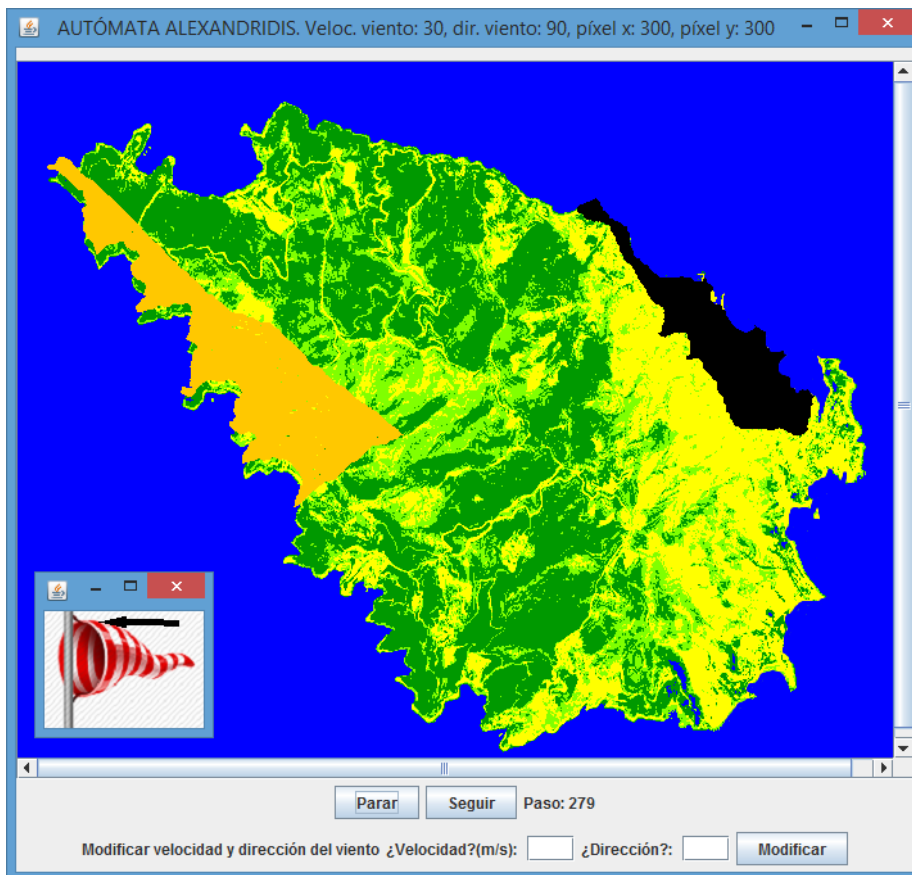 AUTÓMATA ALEXANDRIDIS. Veloc. viento: 30, dir. viento: 90, píxel x: 300, píxel y: 300
Parar Seguir Paso: 279
Modificar velocidad y dirección del viento ¿Velocidad?(m/s): ¿Dirección?: Modificar